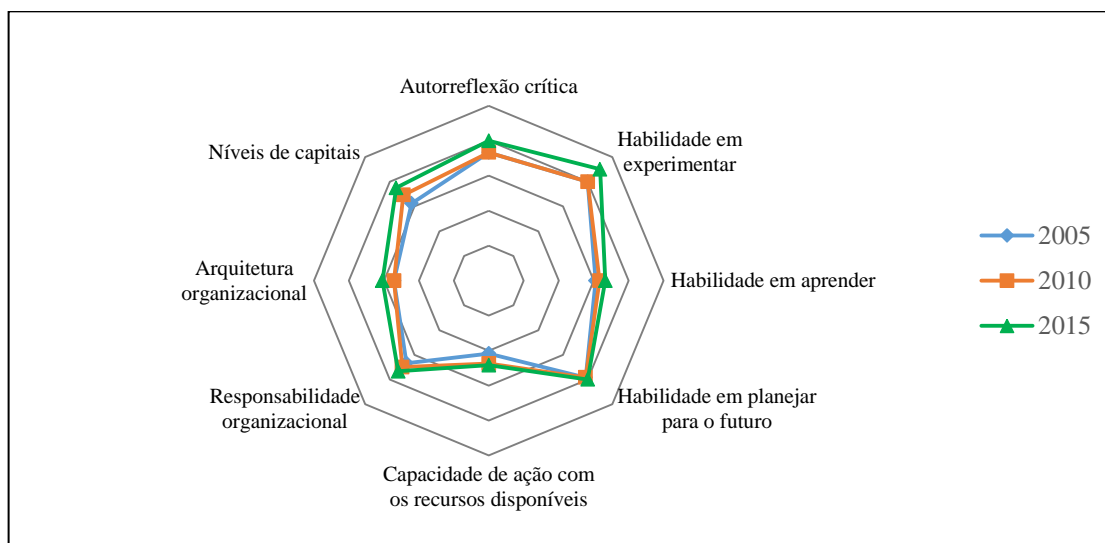 Autorreflexão crítica
Habilidade em
experimentar
Níveis de capitais
Arquitetura
organizacional
Habilidade em aprender
2005
2010
2015
Responsabilidade
organizacional
Habilidade em planejar
para o futuro
Capacidade de ação com
os recursos disponíveis